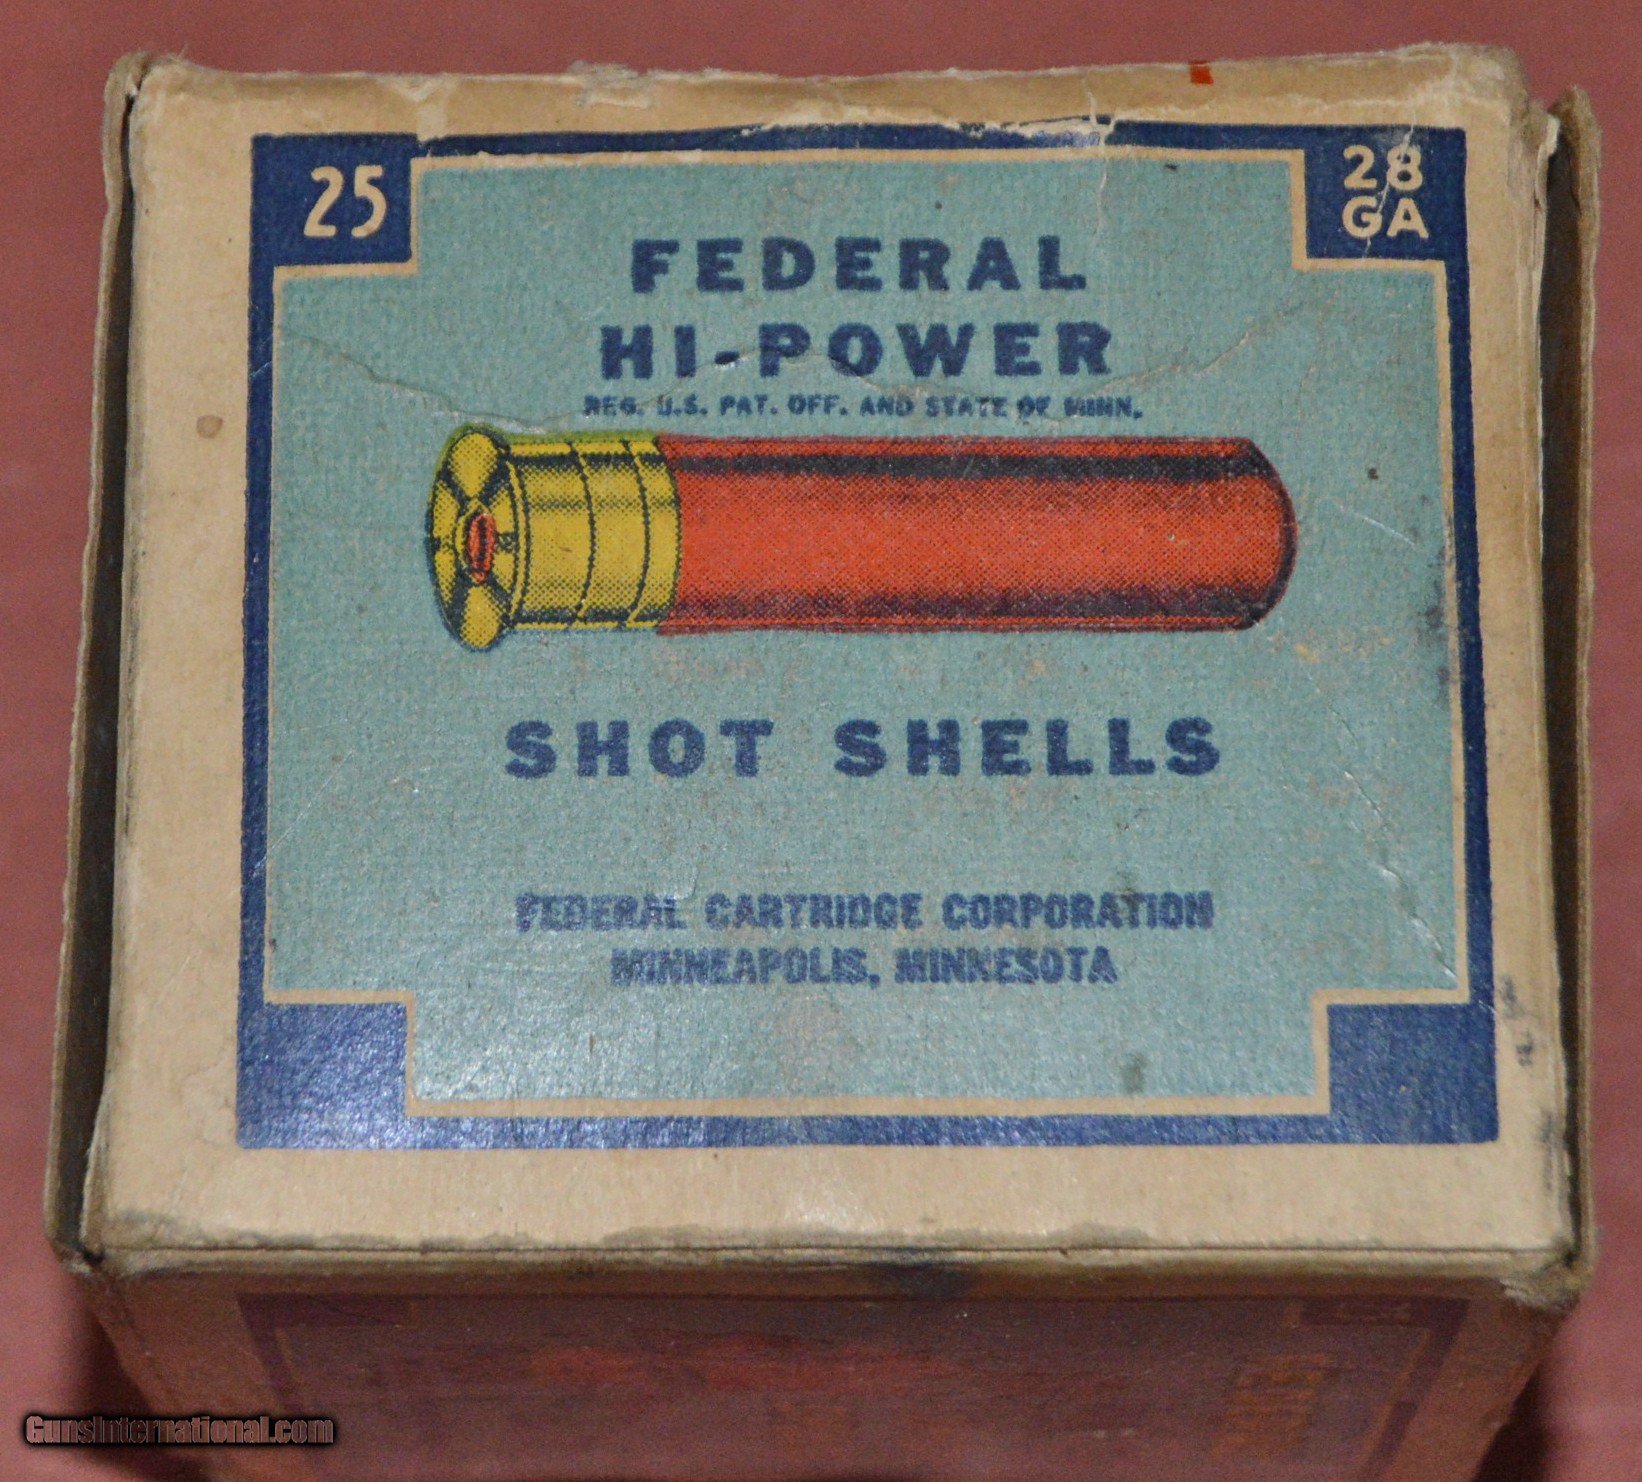 25
28
GA
FEDERAL
HI-POWER
REG. U.S. PAT. OFF. AND STATE OF MINN.
SHOT SHELLS
FEDERAL CARTRIDGE CORPORATION
MINNEAPOLIS, MINNESOTA
GunsInternational.com